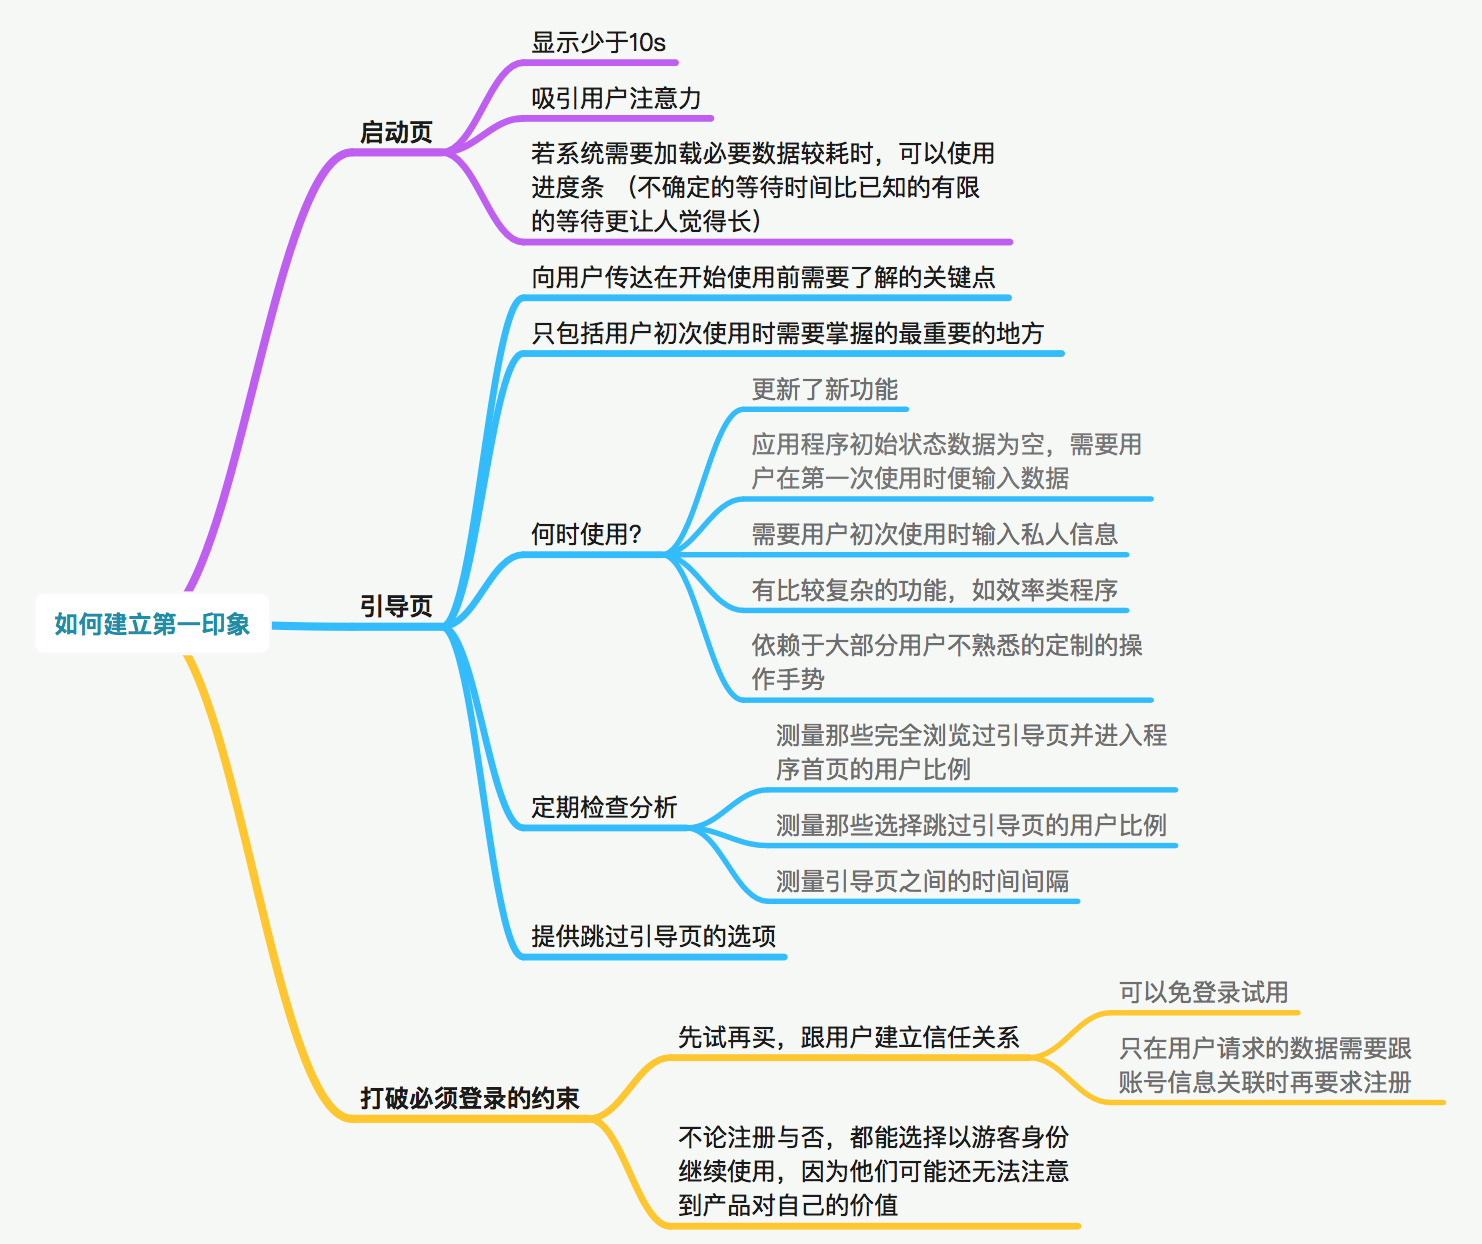 如何建立第一印象
启动页
显示少于10s
吸引用户注意力
若系统需要加载必要数据较耗时，可以使用
进度条 （不确定的等待时间比已知的有限
的等待更让人觉得长）
引导页
向用户传达在开始使用前需要了解的关键点
只包括用户初次使用时需要掌握的最重要的地方
何时使用?
更新了新功能
应用程序初始状态数据为空，需要用
户在第一次使用时便输入数据
需要用户初次使用时输入私人信息
有比较复杂的功能，如效率类程序
依赖于大部分用户不熟悉的定制的操
作手势
定期检查分析
测量那些完全浏览过引导页并进入程
序首页的用户比例
测量那些选择跳过引导页的用户比例
测量引导页之间的时间间隔
提供跳过引导页的选项
打破必须登录的约束
先试再买，跟用户建立信任关系
可以免登录试用
只在用户请求的数据需要跟
账号信息关联时再要求注册
不论注册与否，都能选择以游客身份
继续使用，因为他们可能还无法注意
到产品对自己的价值